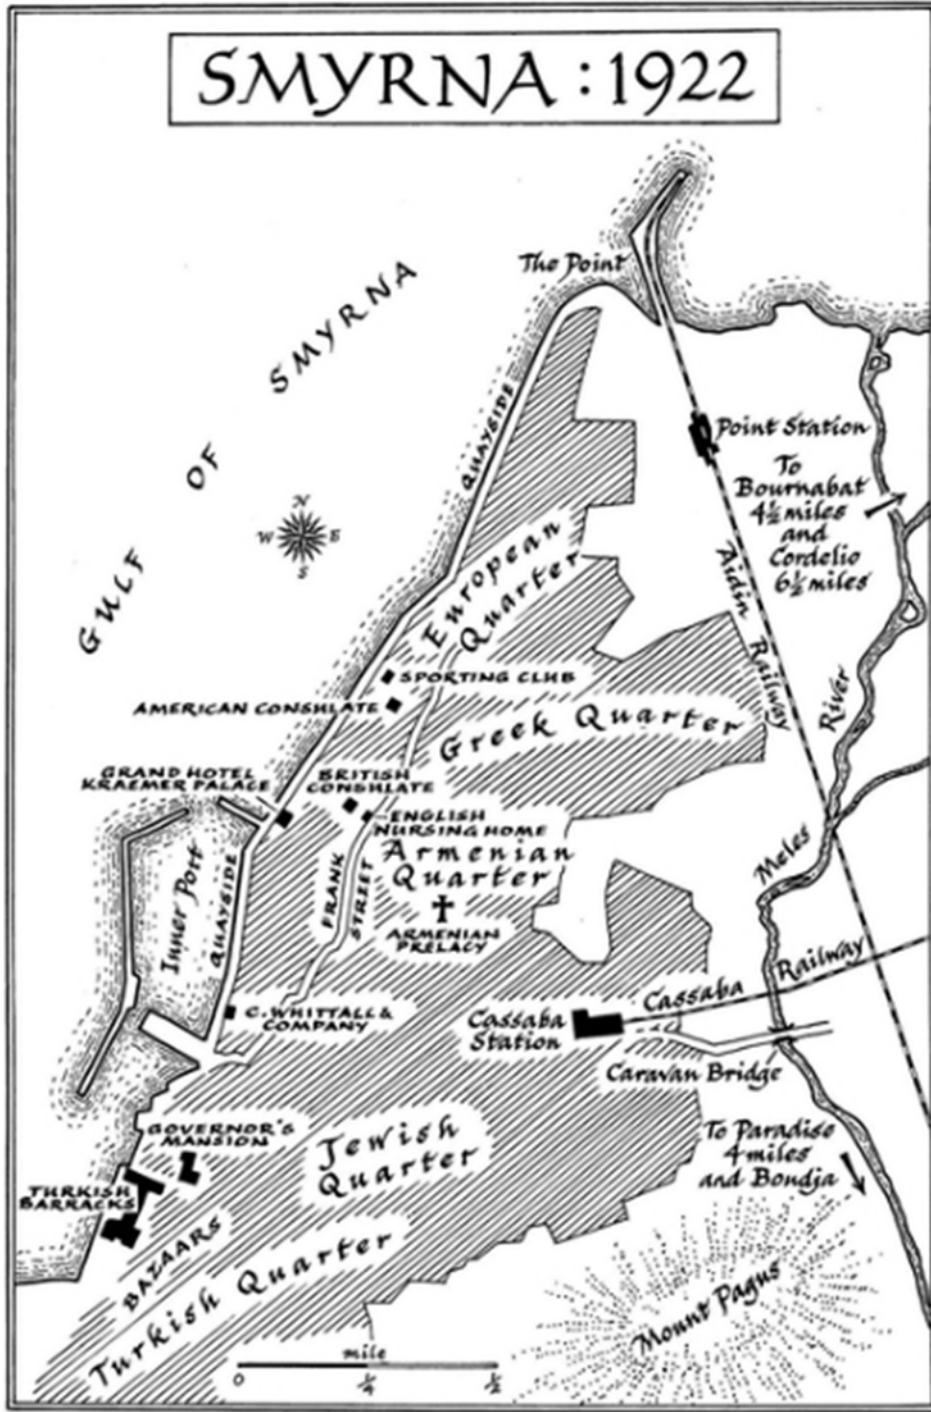 SMYRNA : 1922
The Point
GULF OF SMYRNA
QUAYSIDE
Point Station
To
Bournabat
4½ miles
and
Cordelio
6½ miles
N
W E
S
Aidin Railway
European
Quarter
SPORTING CLUB
AMERICAN CONSULATE
Greek Quarter
River
Meles
GRAND HOTEL
KRAEMER PALACE
BRITISH
CONSULATE
ENGLISH
NURSING HOME
Armenian
Quarter
ARMENIAN
PRELACY
FRANK
STREET
Inner Port
QUAYSIDE
C. WHITTALL &
COMPANY
Cassaba
Station
Cassaba Railway
Caravan Bridge
GOVERNOR'S
MANSION
Jewish
Quarter
To Paradise
4 miles
and Bondja
TURKISH
BARRACKS
BAZAARS
Turkish Quarter
Mount Pagus
mile
0 ¼ ½